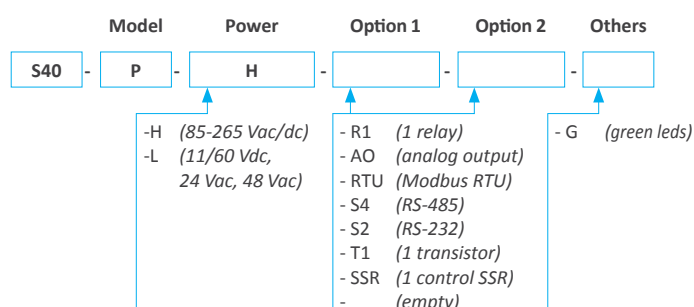 Model Power Option 1 Option 2 Others
S40 - P - H - - -
-H (85-265 Vac/dc)
-L (11/60 Vdc,
24 Vac, 48 Vac)
- R1 (1 relay)
- AO (analog output)
- RTU (Modbus RTU)
- S4 (RS-485)
- S2 (RS-232)
- T1 (1 transistor)
- SSR (1 control SSR)
- (empty)
- G (green leds)